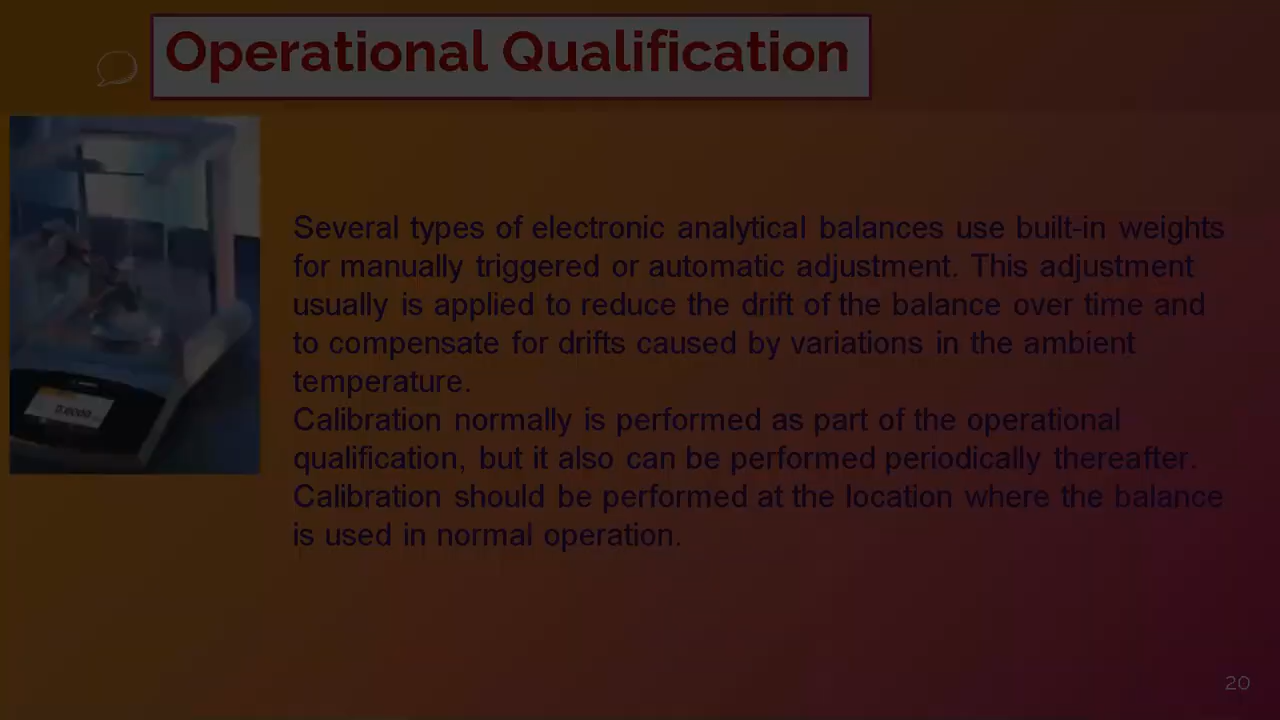 Operational Qualification
Several types of electronic analytical balances use built-in weights
for manually triggered or automatic adjustment. This adjustment
usually is applied to reduce the drift of the balance over time and
to compensate for drifts caused by variations in the ambient
temperature.
Calibration normally is performed as part of the operational
qualification, but it also can be performed periodically thereafter.
Calibration should be performed at the location where the balance
is used in normal operation.
20